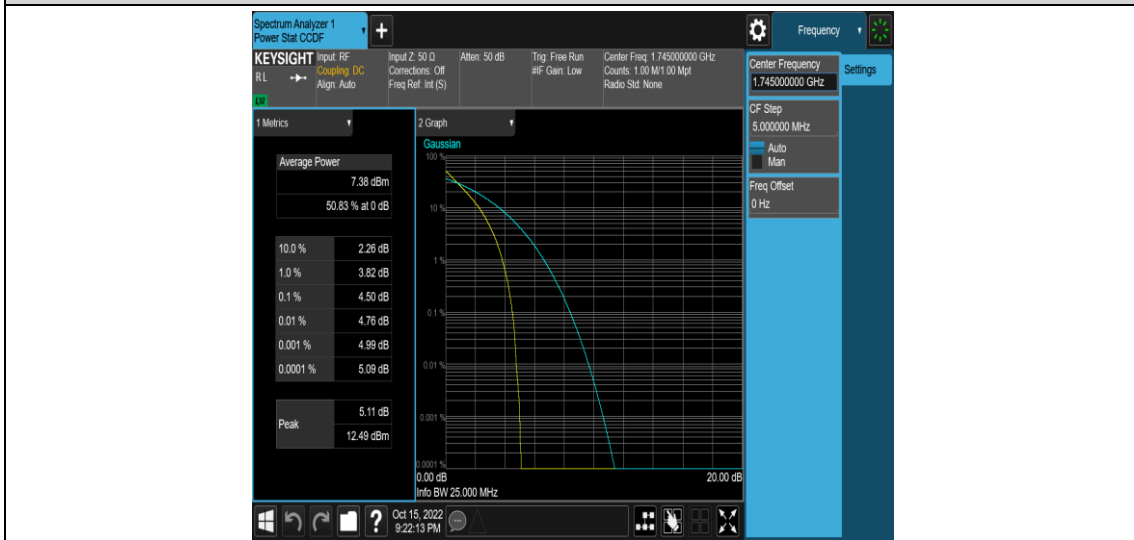 Spectrum Analyzer 1
Power Stat CCDF
+
Frequency
KEYSIGHT
RL
LXI
Input: RF
Coupling: DC
Align: Auto
Input Z: 50 Ω
Corrections: Off
Freq Ref: Int (S)
Atten: 50 dB
Trig: Free Run
#IF Gain: Low
Center Freq: 1.745000000 GHz
Counts: 1.00 M/1.00 Mpt
Radio Std: None
Center Frequency
1.745000000 GHz
Settings
CF Step
5.000000 MHz
Auto
Man
Freq Offset
0 Hz
1 Metrics
Average Power
7.38 dBm
50.83 % at 0 dB
10.0 % 2.26 dB
1.0 % 3.82 dB
0.1 % 4.50 dB
0.01 % 4.76 dB
0.001 % 4.99 dB
0.0001 % 5.09 dB
Peak
5.11 dB
12.49 dBm
2 Graph
Gaussian
100 %
10 %
1 %
0.1 %
0.01 %
0.001 %
0.0001 %
0.00 dB 20.00 dB
Info BW 25.000 MHz
?
Oct 15, 2022
9:22:13 PM